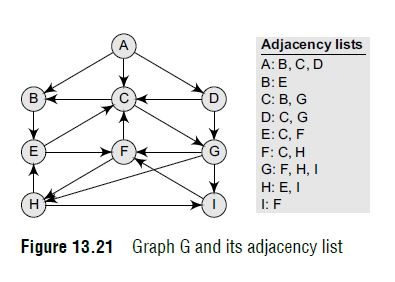 A
B
C
D
E
F
G
H
I
Adjacency lists
A: B, C, D
B: E
C: B, G
D: C, G
E: C, F
F: C, H
G: F, H, I
H: E, I
I: F
Figure 13.21 Graph G and its adjacency list